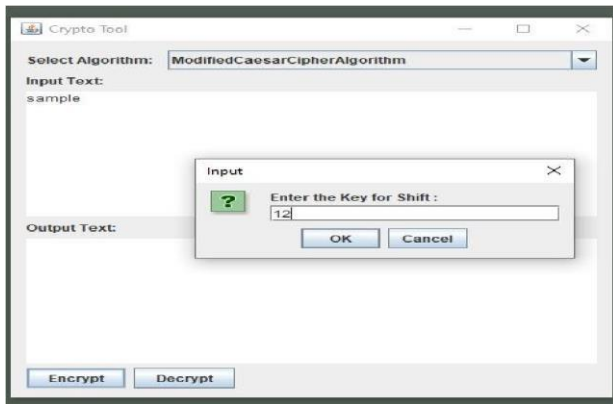 Crypto Tool
Select Algorithm: ModifiedCaesarCipherAlgorithm
Input Text:
sample
Input
?
Enter the Key for Shift :
12
OK Cancel
Output Text:
Encrypt Decrypt